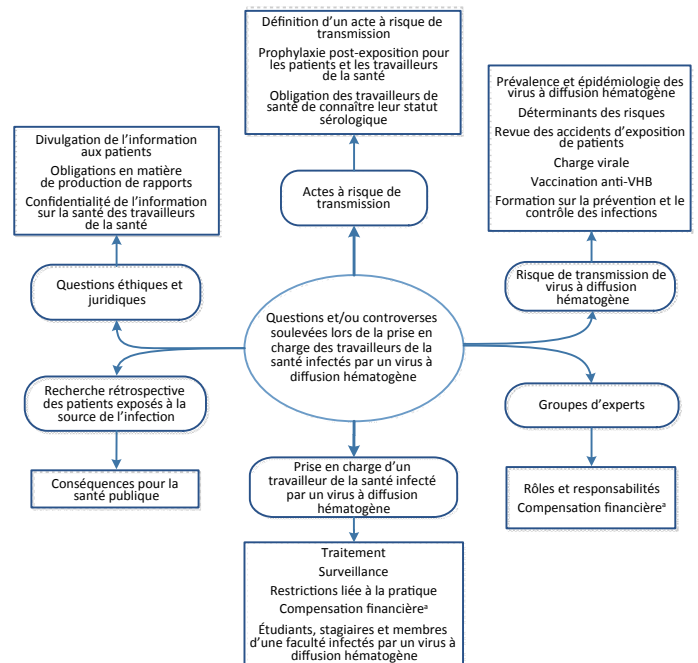 Définition d'un acte à risque de
transmission
Prophylaxie post-exposition pour
les patients et les travailleurs
de la santé
Obligation des travailleurs de
santé de connaître leur statut
sérologique
Actes à risque de
transmission
Divulgation de l'information
aux patients
Obligations en matière
de production de rapports
Confidentialité de l'information
sur la santé des travailleurs
de la santé
Questions éthiques et
juridiques
Prévalence et épidémiologie des
virus à diffusion hématogène
Déterminants des risques
Revue des accidents d'exposition
de patients
Charge virale
Vaccination anti-VHB
Formation sur la prévention et le
contrôle des infections
Risque de transmission de
virus à diffusion
hématogène
Questions et/ou controverses
soulevées lors de la prise en
charge des travailleurs de la
santé infectés par un virus à
diffusion hématogène
Recherche rétrospective
des patients exposés à la
source de l'infection
Conséquences pour la
santé publique
Groupes d'experts
Rôles et responsabilités
Compensation financièreᵃ
Prise en charge d'un
travailleur de la santé infecté
par un virus à diffusion
hématogène
Traitement
Surveillance
Restrictions liée à la pratique
Compensation financièreᵃ
Étudiants, stagiaires et membres
d'une faculté infectés par un virus à
diffusion hématogène